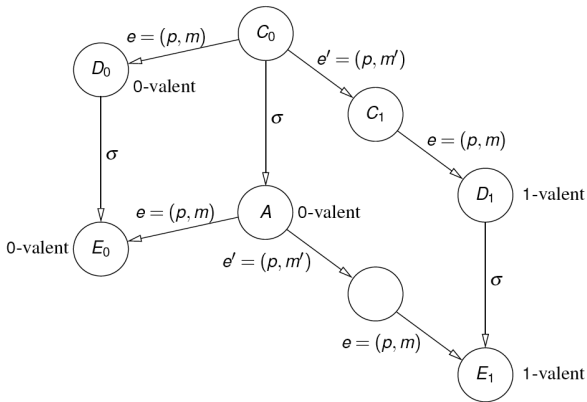 C₀
e = (p, m)
D₀
0-valent
e′ = (p, m′)
C₁
σ
σ
e = (p, m)
D₁ 1-valent
e = (p, m)
A 0-valent
0-valent E₀
e′ = (p, m′)
σ
e = (p, m)
E₁ 1-valent